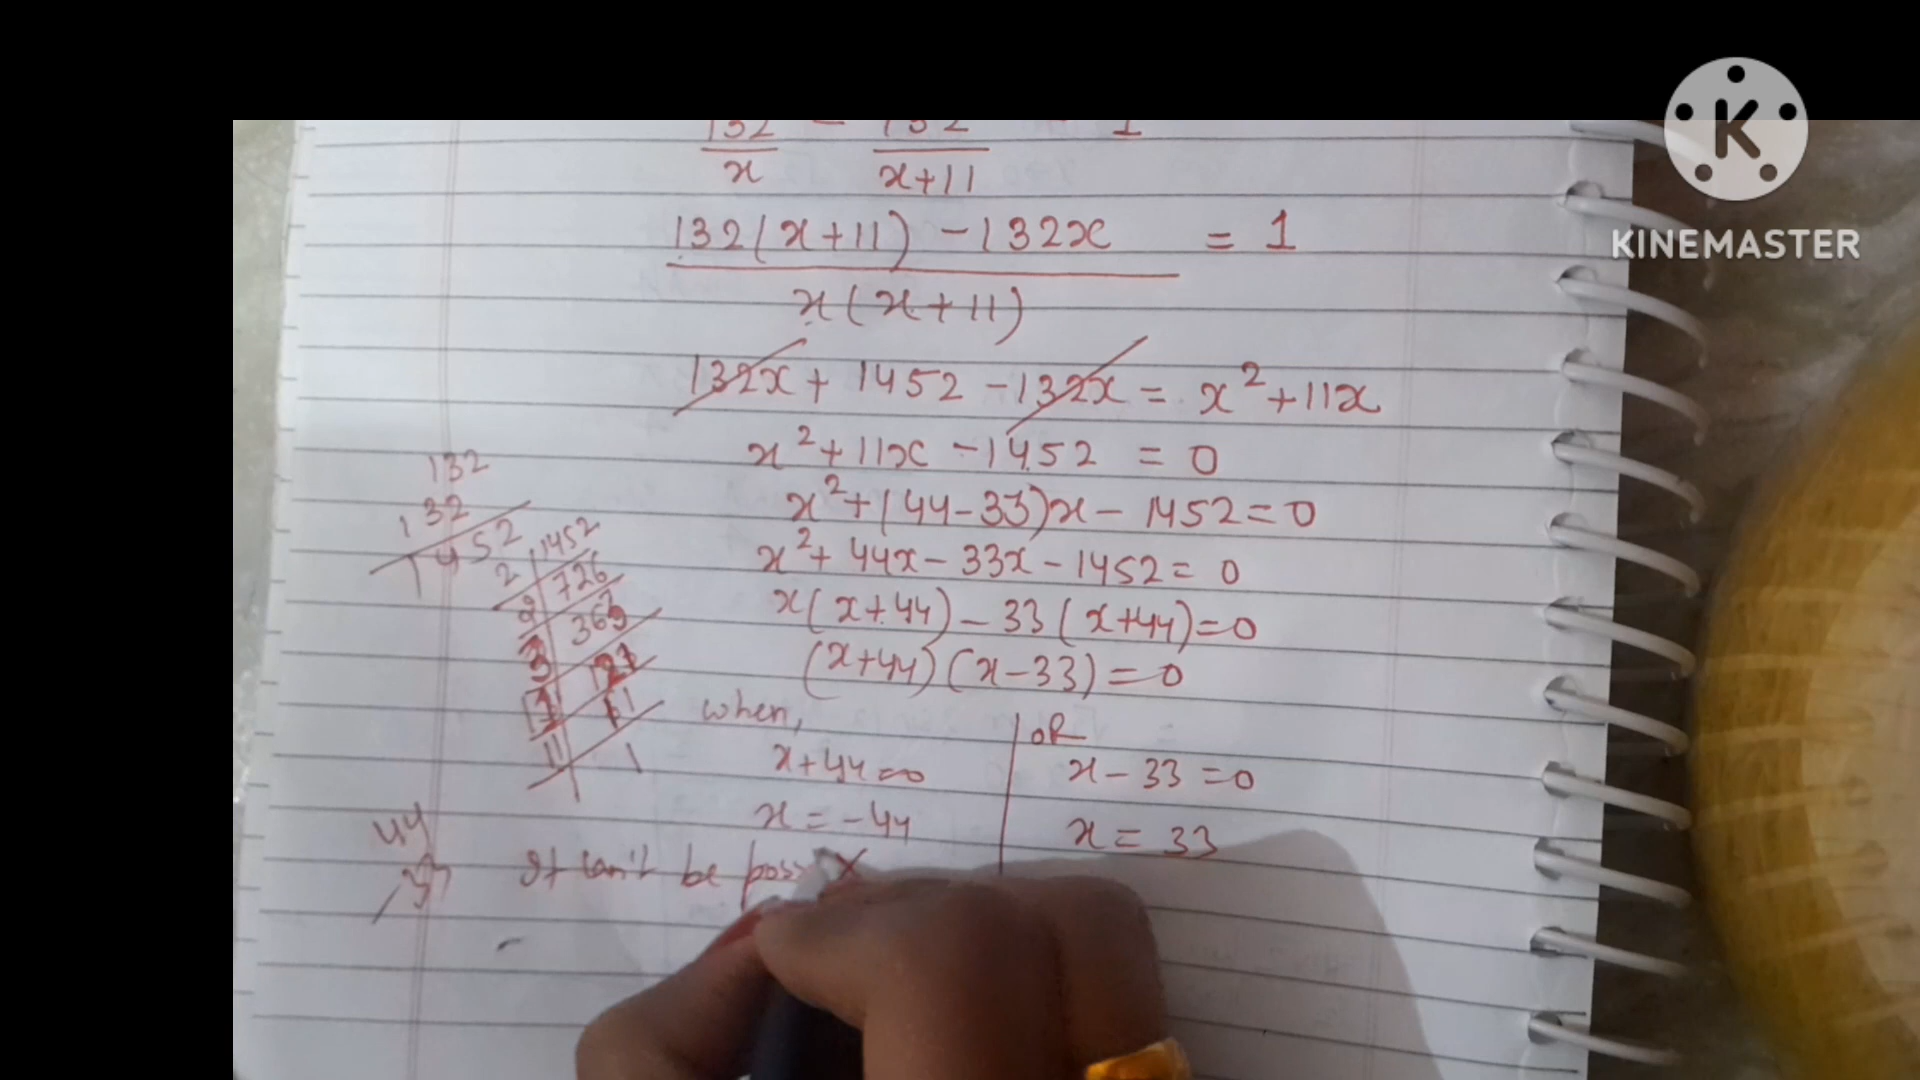 132/x - 132/x+11 = 1
132(x+11) - 132x / x(x+11) = 1
132x + 1452 - 132x = x²+11x
x²+11x - 1452 = 0
x²+(44-33)x - 1452=0
x²+ 44x - 33x - 1452= 0
x(x+44) - 33(x+44)=0
(x+44)(x-33)=0
when,
x+44=0
x = -44
It can't be
OR
x - 33 =0
x = 33
132
132
1452
2 1452
2 726
3 363
11 121
11 11
1
44
33
KINEMASTER